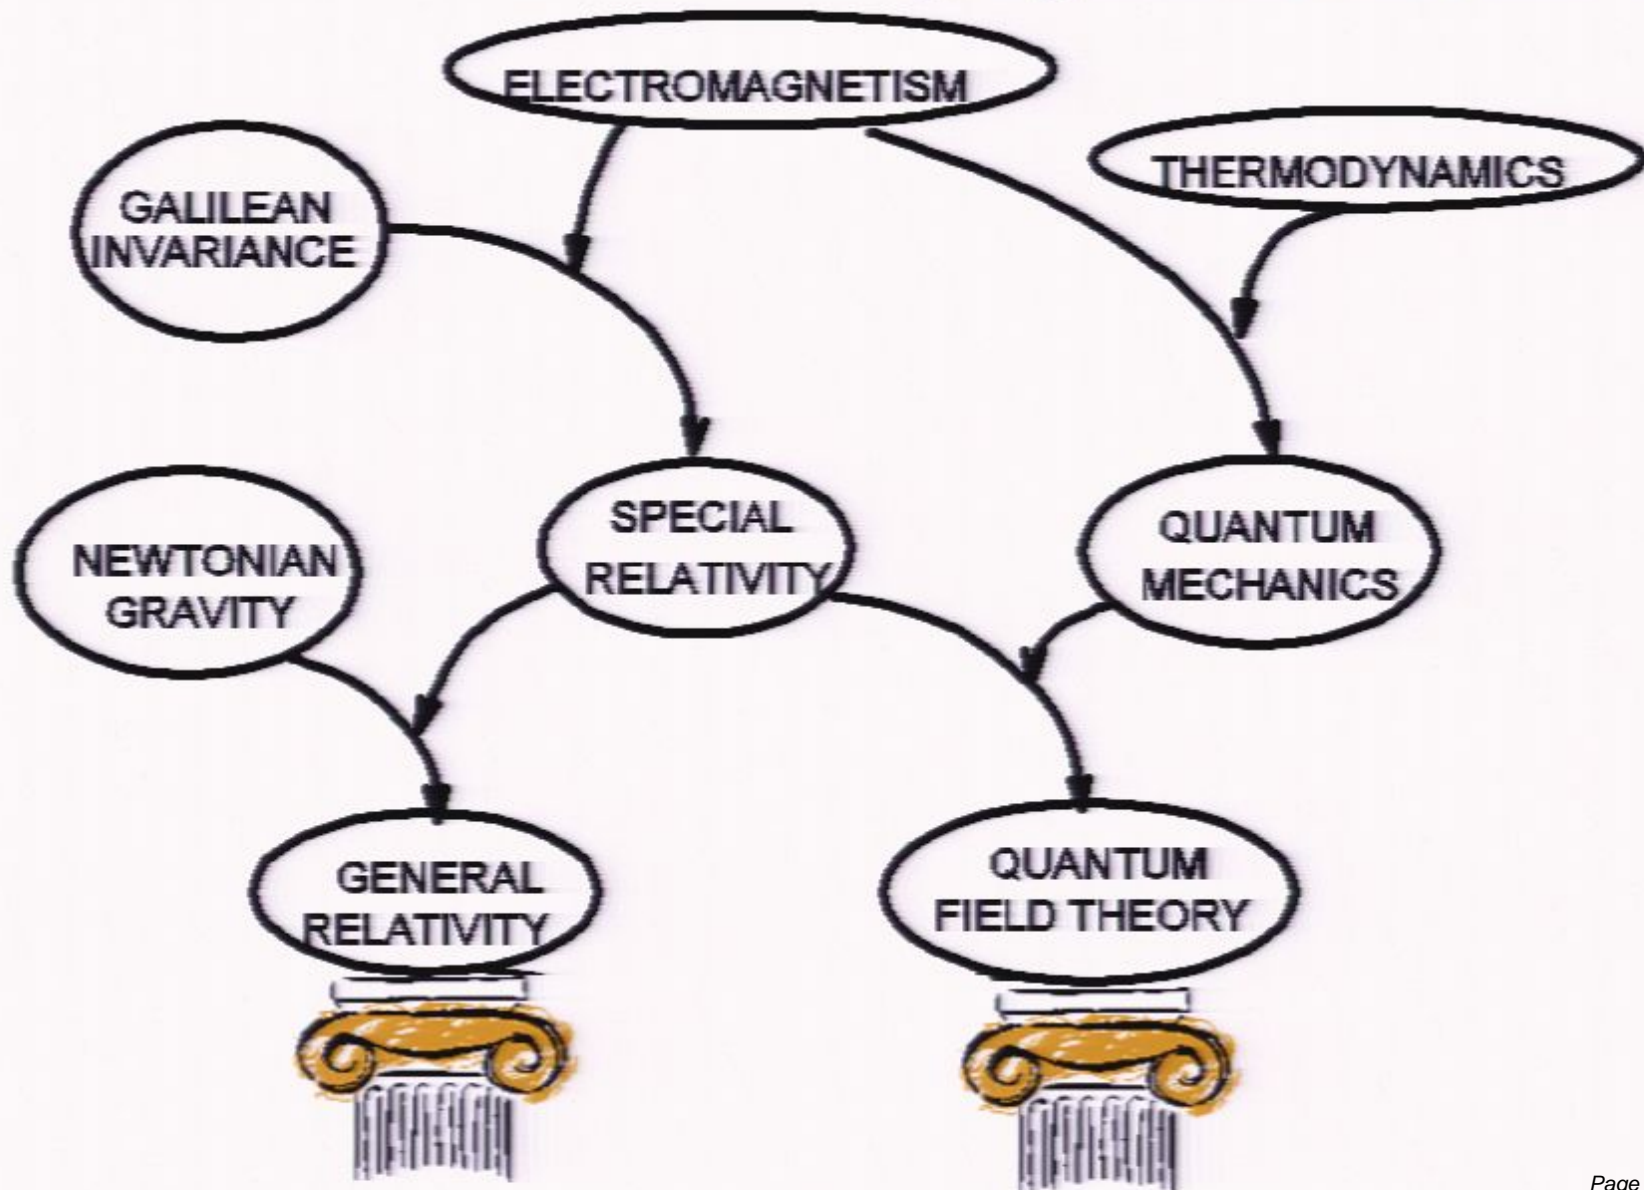 ELECTROMAGNETISM
THERMODYNAMICS
GALILEAN
INVARIANCE
SPECIAL
RELATIVITY
QUANTUM
MECHANICS
NEWTONIAN
GRAVITY
GENERAL
RELATIVITY
QUANTUM
FIELD THEORY
Page